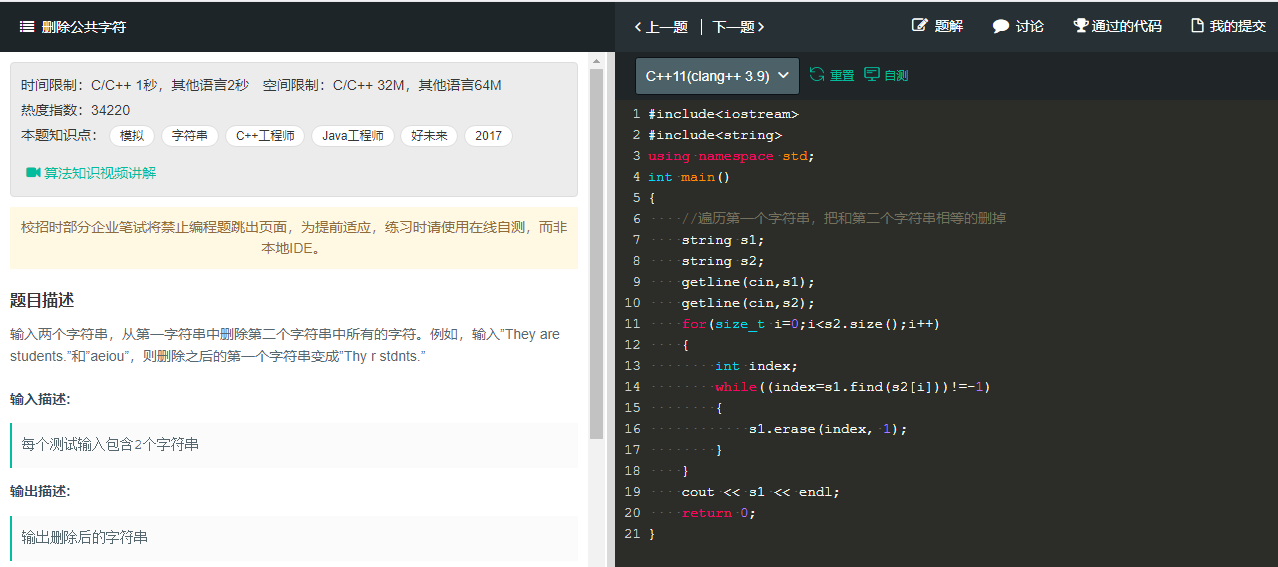 删除公共字符
上一题 | 下一题
题解
讨论
通过的代码
我的提交
时间限制：C/C++ 1秒，其他语言2秒 空间限制：C/C++ 32M，其他语言64M
热度指数：34220
本题知识点： 模拟 字符串 C++工程师 Java工程师 好未来 2017
算法知识视频讲解
校招时部分企业笔试将禁止编程题跳出页面，为提前适应，练习时请使用在线自测，而非
本地IDE。
题目描述
输入两个字符串，从第一字符串中删除第二个字符串中所有的字符。例如，输入”They are
students.”和”aeiou”，则删除之后的第一个字符串变成”Thy r stdnts.”
输入描述:
每个测试输入包含2个字符串
输出描述:
输出删除后的字符串
C++11(clang++ 3.9) 重置 自测
1 #include<iostream>
2 #include<string>
3 using namespace std;
4 int main()
5 {
6 //遍历第一个字符串，把和第二个字符串相等的删掉
7 string s1;
8 string s2;
9 getline(cin,s1);
10 getline(cin,s2);
11 for(size_t i=0;i<s2.size();i++)
12 {
13 int index;
14 while((index=s1.find(s2[i]))!=-1)
15 {
16 s1.erase(index, 1);
17 }
18 }
19 cout << s1 << endl;
20 return 0;
21 }